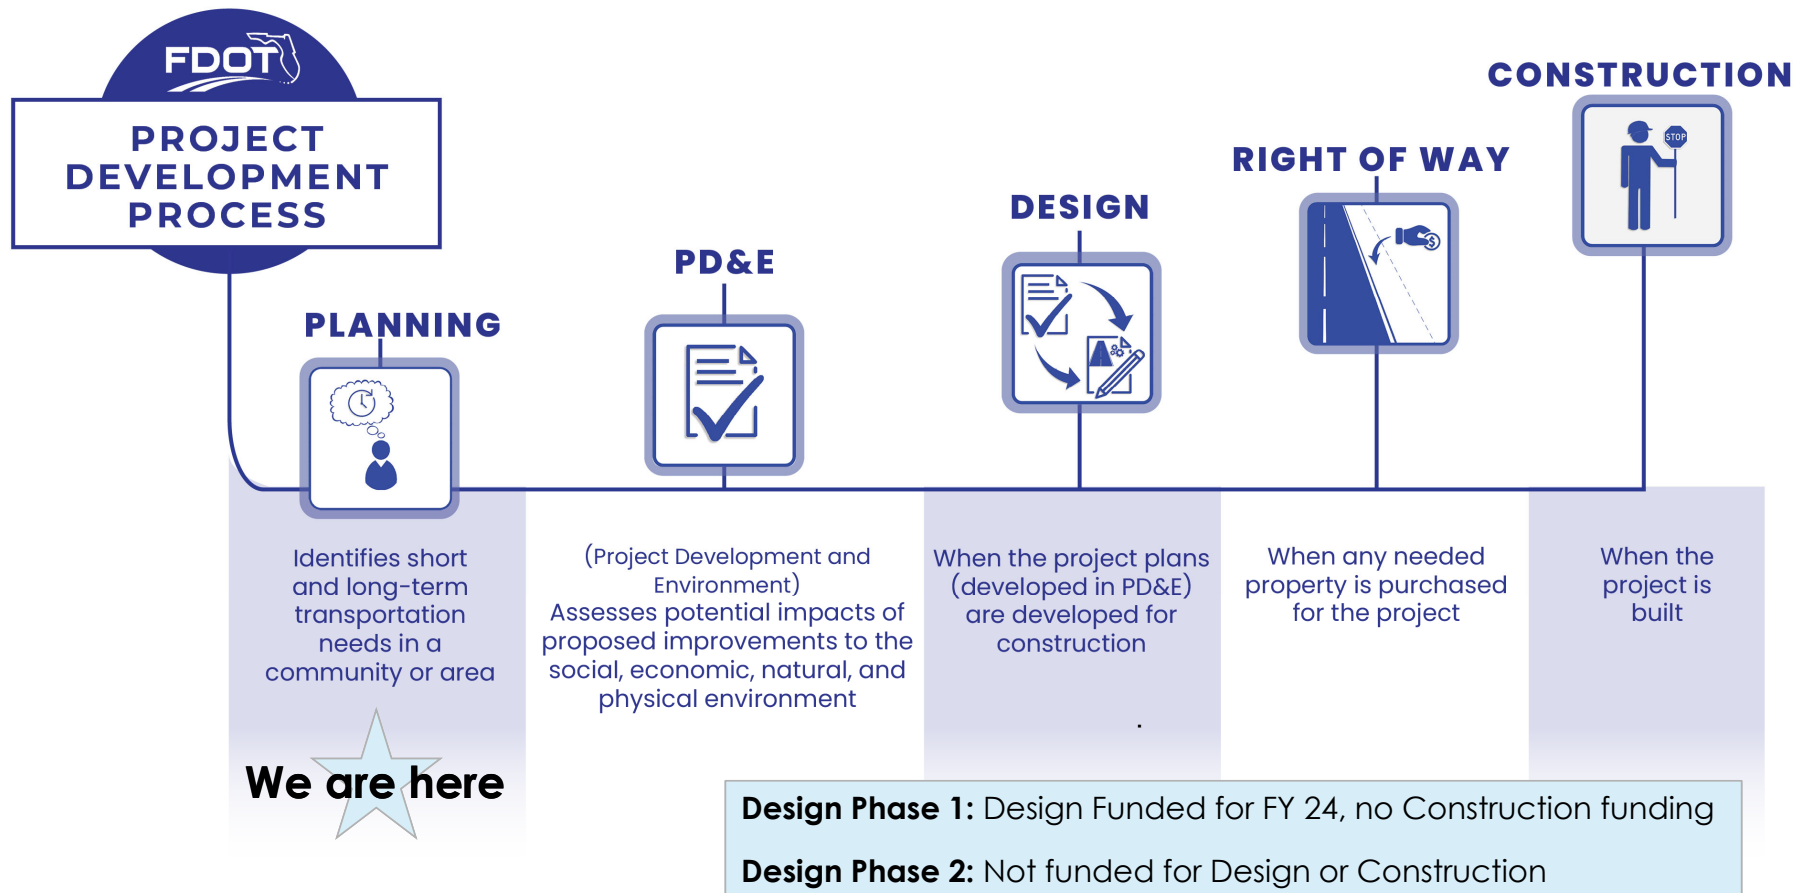 FDOT
PROJECT
DEVELOPMENT
PROCESS
PLANNING
Identifies short
and long-term
transportation
needs in a
community or area
We are here
PD&E
(Project Development and
Environment)
Assesses potential impacts of
proposed improvements to the
social, economic, natural, and
physical environment
DESIGN
When the project plans
(developed in PD&E)
are developed for
construction
.
RIGHT OF WAY
$
When any needed
property is purchased
for the project
CONSTRUCTION
STOP
When the
project is
built
Design Phase 1: Design Funded for FY 24, no Construction funding
Design Phase 2: Not funded for Design or Construction